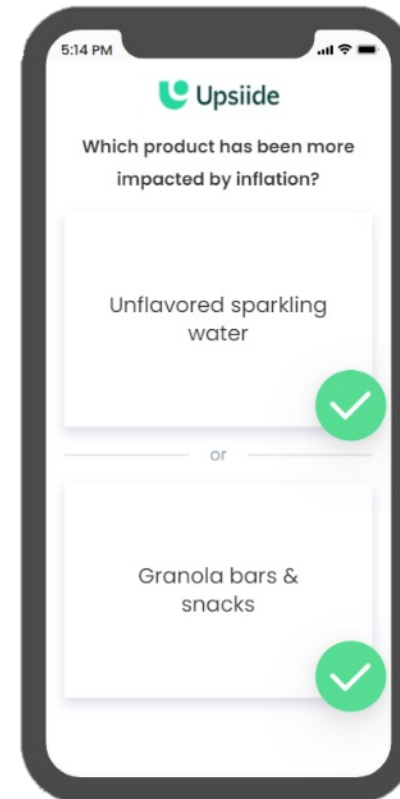 5:14 PM
Upsiide
Which product has been more
impacted by inflation?
Unflavored sparkling
water
or
Granola bars &
snacks